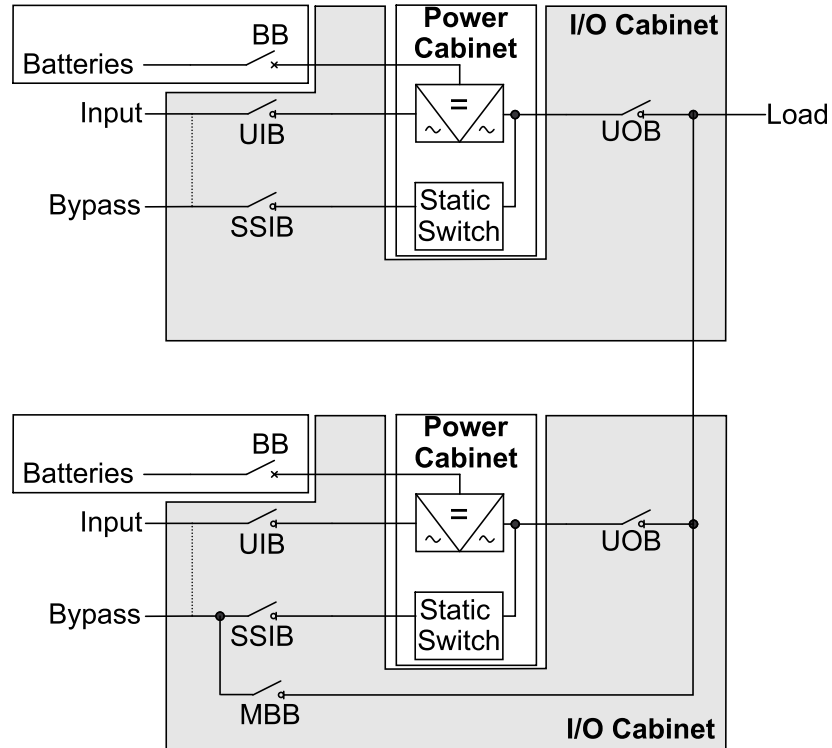 Power
Cabinet
I/O Cabinet
BB
Batteries
Input
UIB
=
~ ~
UOB
Load
Bypass
SSIB
Static
Switch
Power
Cabinet
BB
Batteries
Input
UIB
=
~ ~
UOB
Bypass
SSIB
Static
Switch
MBB
I/O Cabinet